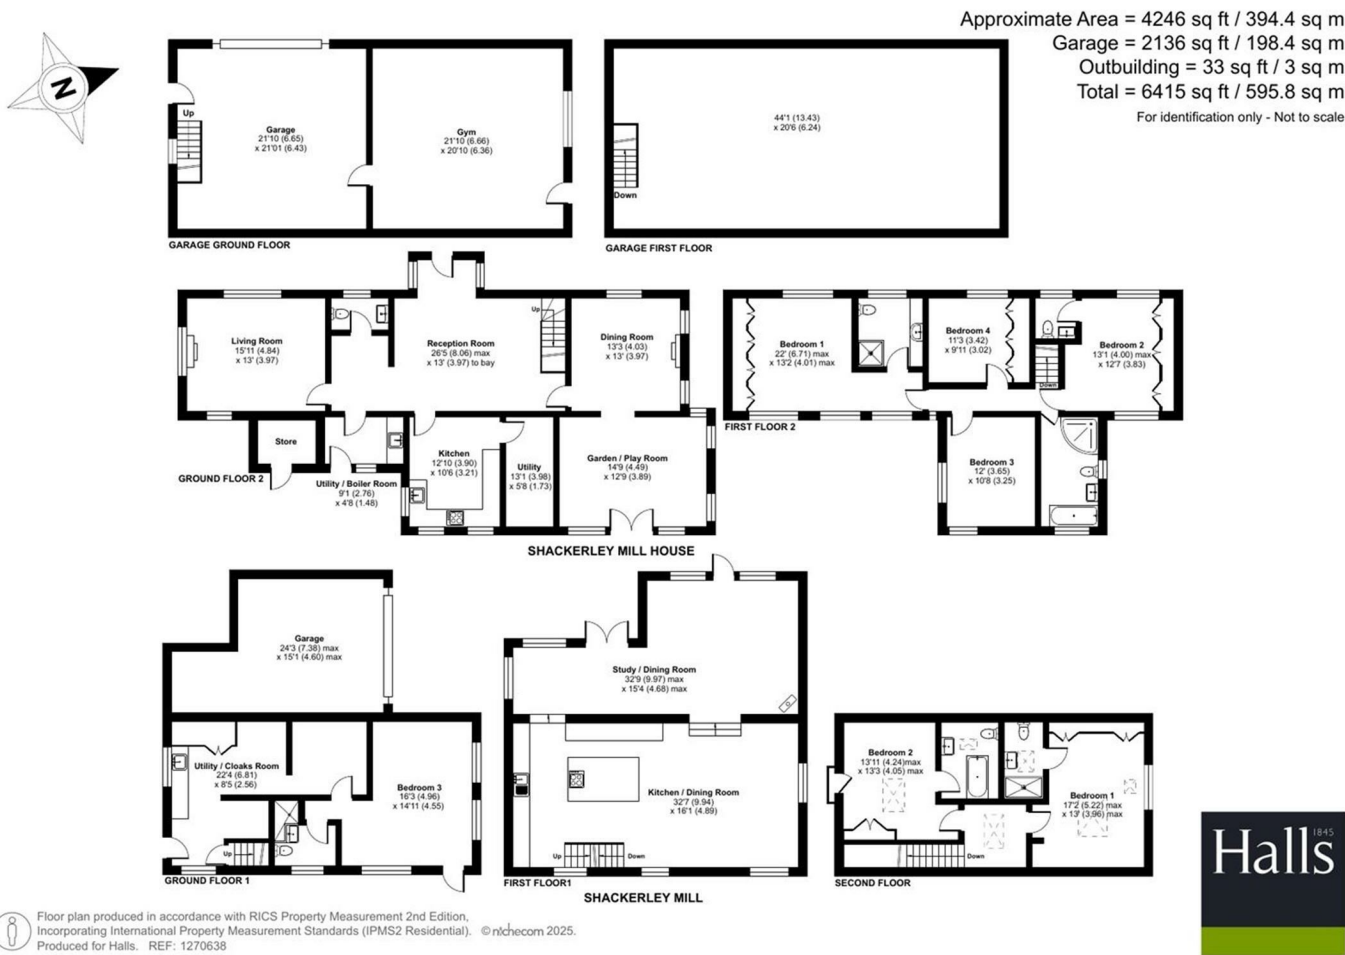 Approximate Area = 4246 sq ft / 394.4 sq m
Garage = 2136 sq ft / 198.4 sq m
Outbuilding = 33 sq ft / 3 sq m
Total = 6415 sq ft / 595.8 sq m
For identification only - Not to scale
N
Up
Garage
21'10 (6.65)
x 21'01 (6.43)
Gym
21'10 (6.66)
x 20'10 (6.36)
GARAGE GROUND FLOOR
44'1 (13.43)
x 20'6 (6.24)
Down
GARAGE FIRST FLOOR
Living Room
15'11 (4.84)
x 13' (3.97)
Reception Room
26'5 (8.06) max
x 13' (3.97) to bay
Up
Dining Room
13'3 (4.03)
x 13' (3.97)
Store
GROUND FLOOR 2
Utility / Boiler Room
9'1 (2.76)
x 4'8 (1.48)
Kitchen
12'10 (3.90)
x 10'6 (3.21)
Utility
13'1 (3.98)
x 5'8 (1.73)
Garden / Play Room
14'9 (4.49)
x 12'9 (3.89)
Bedroom 1
22' (6.71) max
x 13'2 (4.01) max
Bedroom 4
11'3 (3.42)
x 9'11 (3.02)
Down
Bedroom 2
13'1 (4.00) max
x 12'7 (3.83)
FIRST FLOOR 2
Bedroom 3
12' (3.65)
x 10'8 (3.25)
SHACKERLEY MILL HOUSE
Garage
24'3 (7.38) max
x 15'1 (4.60) max
Utility / Cloaks Room
22'4 (6.81)
x 8'5 (2.56)
Bedroom 3
16'3 (4.96)
x 14'11 (4.55)
Up
GROUND FLOOR 1
Study / Dining Room
32'9 (9.97) max
x 15'4 (4.68) max
Kitchen / Dining Room
32'7 (9.94)
x 16'1 (4.89)
Up
Down
FIRST FLOOR1
Bedroom 2
13'11 (4.24)max
x 13'3 (4.05) max
Bedroom 1
17'2 (5.22) max
x 13' (3.96) max
Down
SECOND FLOOR
SHACKERLEY MILL
Halls
1845
Floor plan produced in accordance with RICS Property Measurement 2nd Edition,
Incorporating International Property Measurement Standards (IPMS2 Residential). © nichecom 2025.
Produced for Halls. REF: 1270638